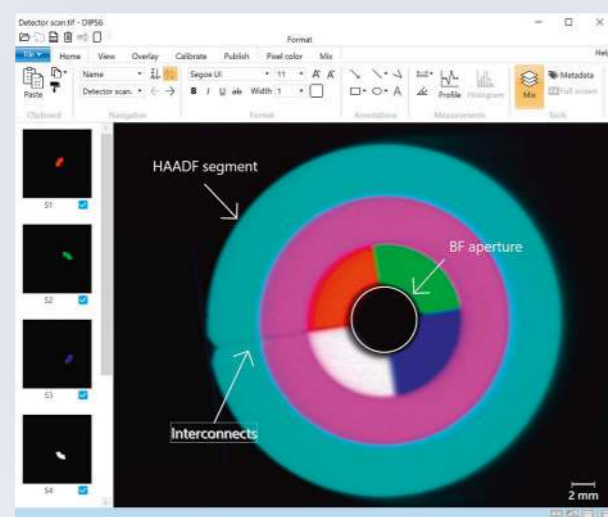 Detector scan.tif - DIPS6
Format
File Home View Overlay Calibrate Publish Pixel color Mix Help
Paste
Name
Detector scan.
Segoe UI 11 A A
B I U ab Width 1
A
Profile
Histogram
Mix
Metadata
Full screen
Clipboard Navigation Format Annotations Measurements Tools
S1
S2
S3
S4
HAADF segment
BF aperture
Interconnects
2 mm